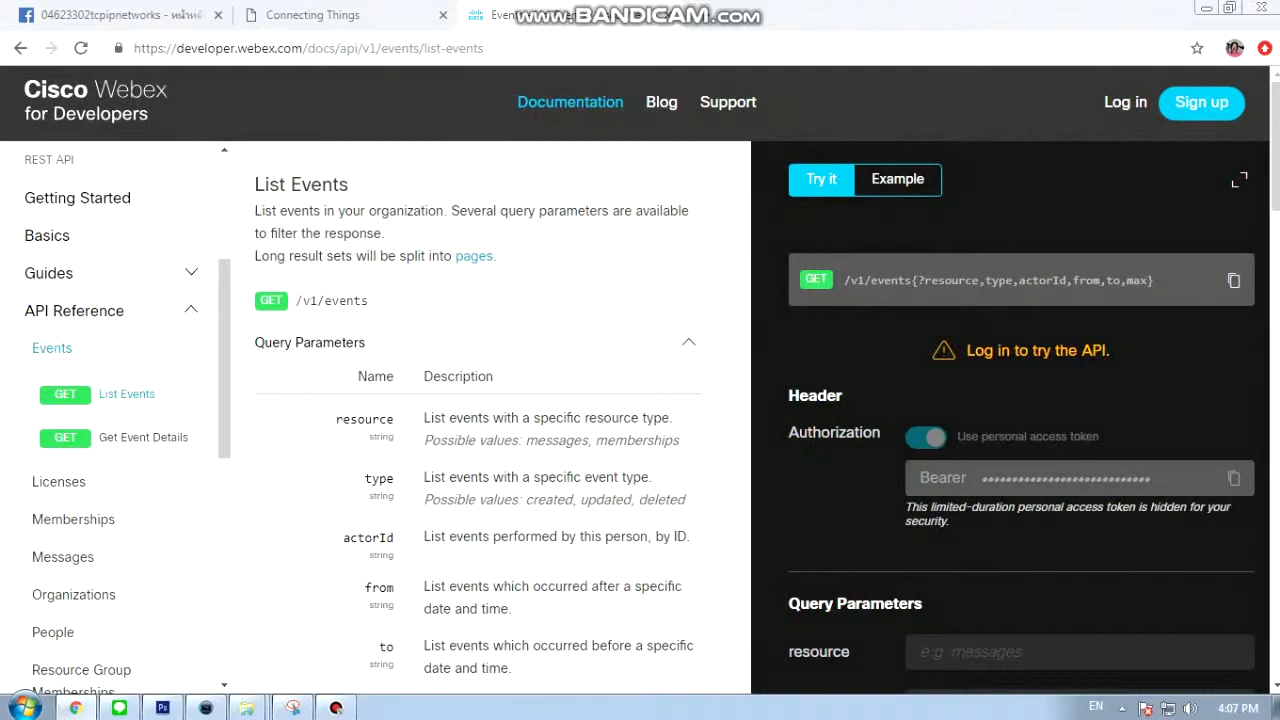 04623302tcpipnetworks - หน้าหลั
Connecting Things
www.BANDICAM.com
https://developer.webex.com/docs/api/v1/events/list-events
Cisco Webex
for Developers
Documentation
Blog
Support
Log in
Sign up
REST API
Getting Started
Basics
Guides
API Reference
Events
GET List Events
GET Get Event Details
Licenses
Memberships
Messages
Organizations
People
Resource Group
Memberships
List Events
List events in your organization. Several query parameters are available
to filter the response.
Long result sets will be split into pages.
GET /v1/events
Query Parameters
Name Description
resource List events with a specific resource type.
string Possible values: messages, memberships
type List events with a specific event type.
string Possible values: created, updated, deleted
actorId List events performed by this person, by ID.
string
from List events which occurred after a specific
string date and time.
to List events which occurred before a specific
string date and time.
Try it Example
GET /v1/events{?resource,type,actorId,from,to,max}
Log in to try the API.
Header
Authorization Use personal access token
Bearer ••••••••••••••••••••••••••••
This limited-duration personal access token is hidden for your
security.
Query Parameters
resource e.g. messages
EN 4:07 PM